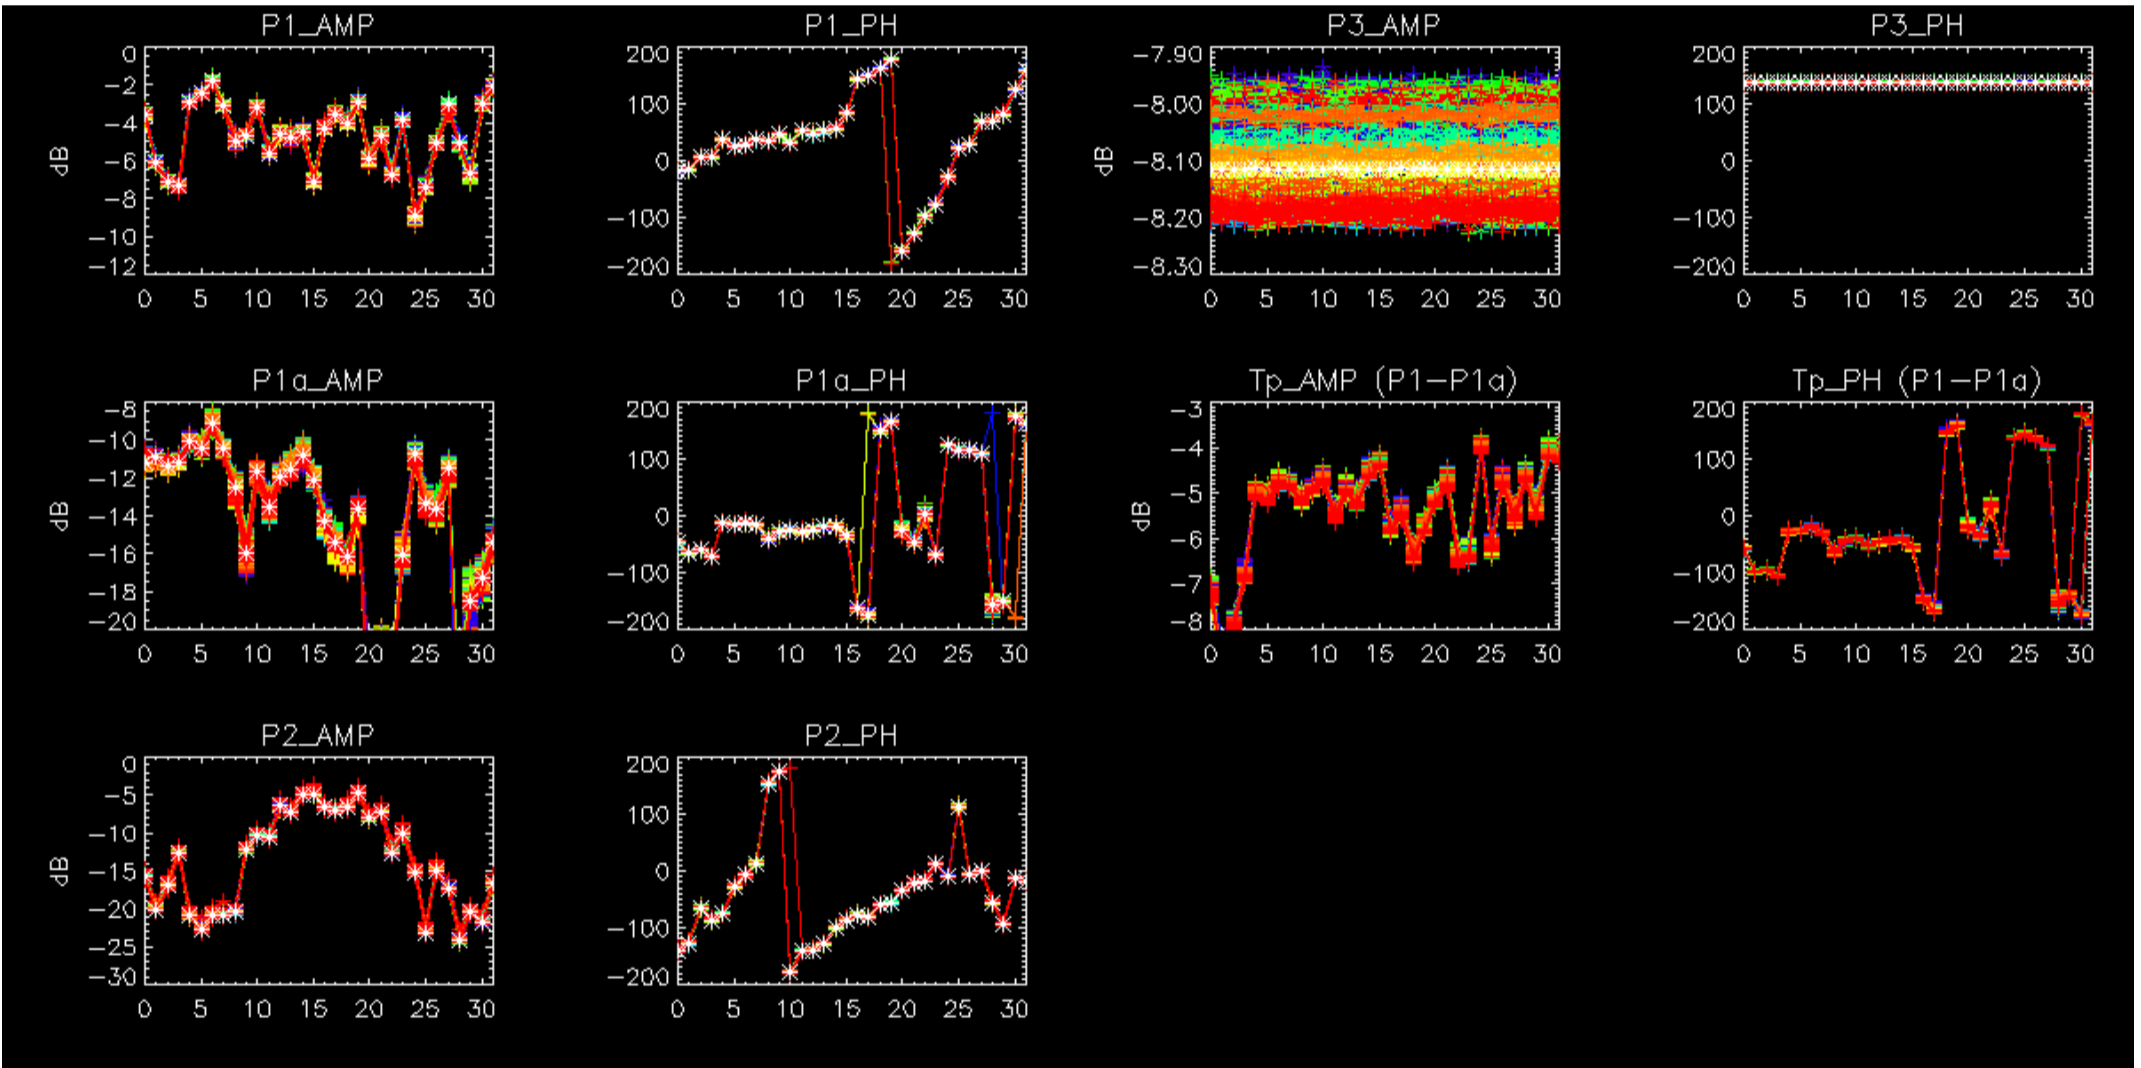 P1_AMP P1_PH P3_AMP P3_PH
0 200 −7.90 200
−2 100 −8.00 100
−4 0 −8.10 0
−6 −100 −8.20 −100
−8 −200 −8.30 −200
−10
−12
dB dB
0 5 10 15 20 25 30 0 5 10 15 20 25 30 0 5 10 15 20 25 30 0 5 10 15 20 25 30
P1a_AMP P1a_PH Tp_AMP (P1−P1a) Tp_PH (P1−P1a)
−8 200 −3 200
−10 100 −4 100
−12 0 −5 0
−14 −100 −6 −100
−16 −200 −7 −200
−18 −8
−20
dB dB
0 5 10 15 20 25 30 0 5 10 15 20 25 30 0 5 10 15 20 25 30 0 5 10 15 20 25 30
P2_AMP P2_PH
0 200
−5 100
−10 0
−15 −100
−20 −200
−25
−30
dB
0 5 10 15 20 25 30 0 5 10 15 20 25 30